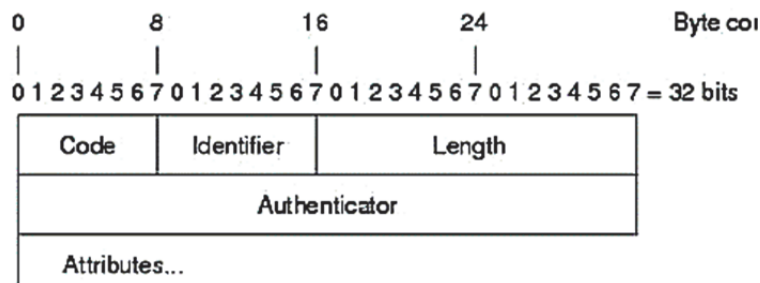 0 8 16 24 Byte
0 1 2 3 4 5 6 7 0 1 2 3 4 5 6 7 0 1 2 3 4 5 6 7 0 1 2 3 4 5 6 7 = 32 bits
Code Identifier Length
Authenticator
Attributes...